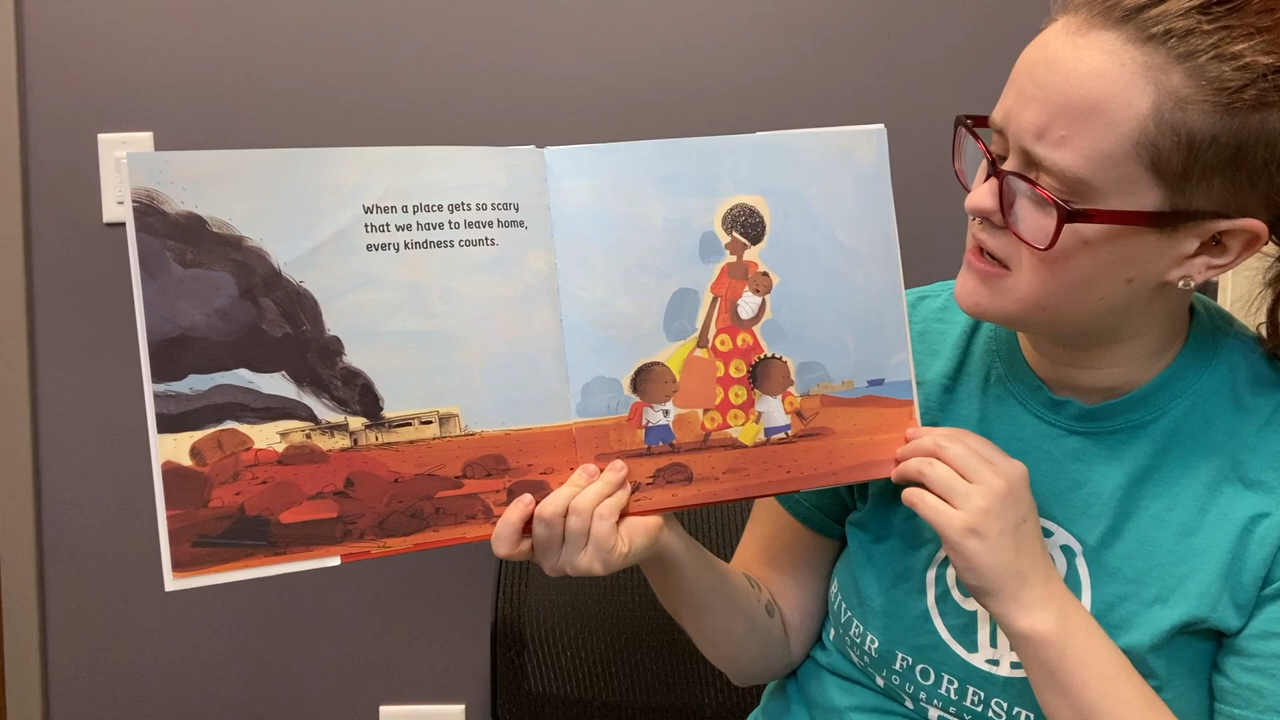 When a place gets so scary
that we have to leave home,
every kindness counts.
RIVER FOREST
YOUR JOURNEY